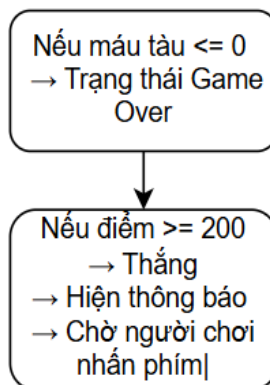 Nếu máu tàu <= 0
→ Trạng thái Game
Over
Nếu điểm >= 200
→ Thắng
→ Hiện thông báo
→ Chờ người chơi
nhấn phím